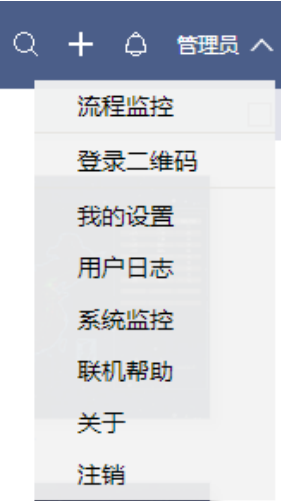 管理员
流程监控
登录二维码
我的设置
用户日志
系统监控
联机帮助
关于
注销